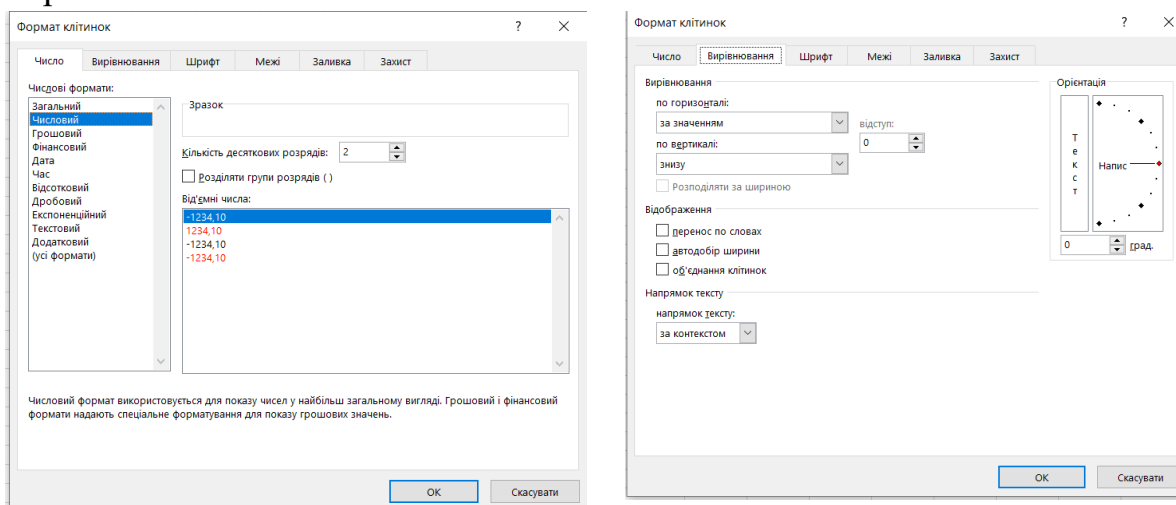 Формат клітинок
?
Число Вирівнювання Шрифт Межі Заливка Захист
Числові формати:
Загальний
Числовий
Грошовий
Фінансовий
Дата
Час
Відсотковий
Дробовий
Експоненційний
Текстовий
Додатковий
(усі формати)
Зразок
Кількість десяткових розрядів: 2
Розділяти групи розрядів ( )
Від'ємні числа:
-1234,10
1234,10
-1234,10
-1234,10
Числовий формат використовується для показу чисел у найбільш загальному вигляді. Грошовий і фінансовий
формати надають спеціальне форматування для показу грошових значень.
ОК Скасувати
Формат клітинок
?
Число Вирівнювання Шрифт Межі Заливка Захист
Вирівнювання
по горизонталі:
за значенням
відступ:
0
по вертикалі:
знизу
Розподіляти за шириною
Відображення
перенос по словах
автодобір ширини
об'єднання клітинок
Напрямок тексту
напрямок тексту:
за контекстом
Орієнтація
Текст
Напис
0 град.
ОК Скасувати